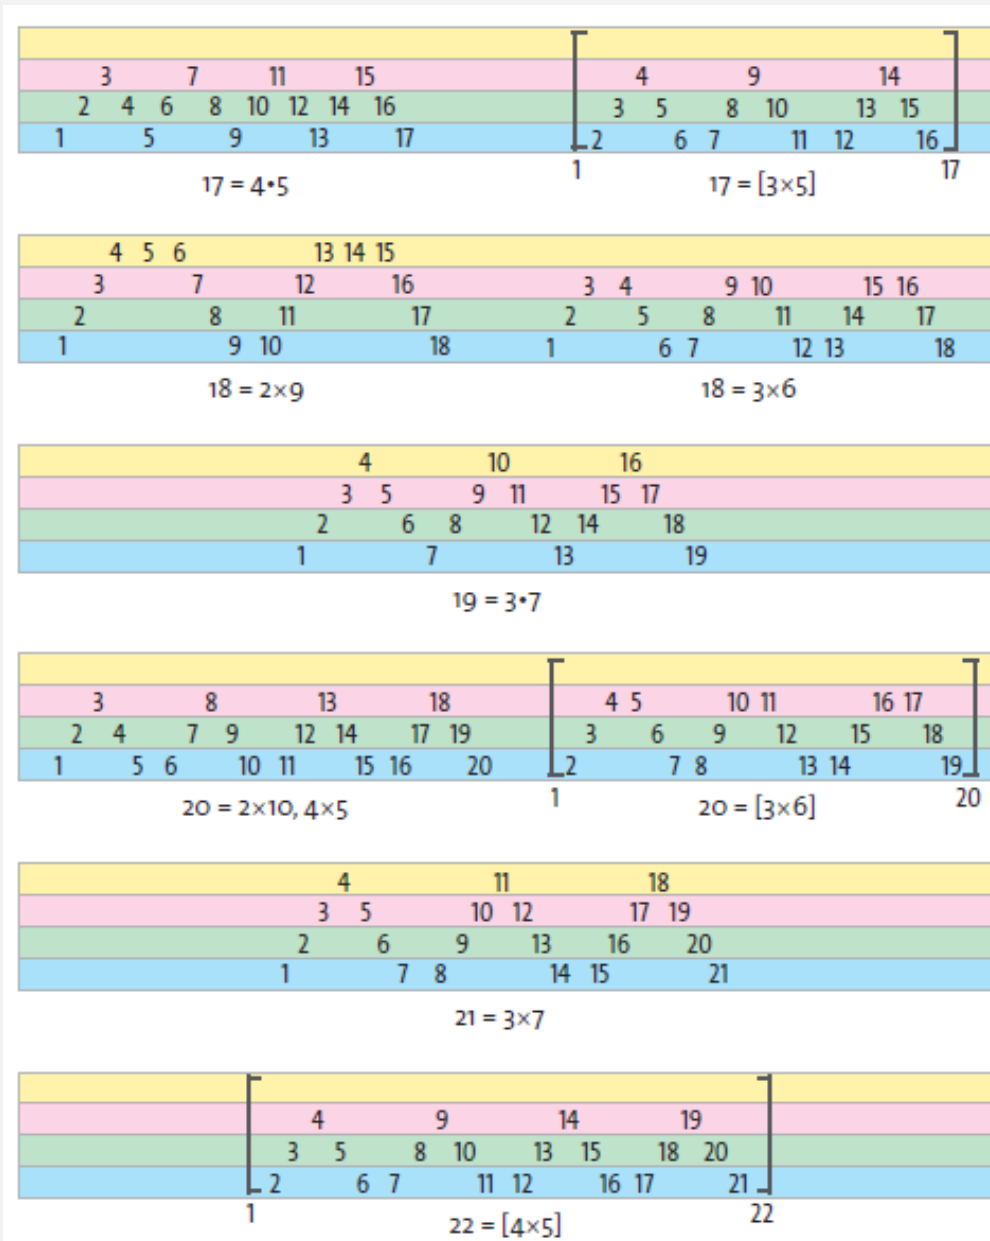 3 7 11 15 4 9 14
2 4 6 8 10 12 14 16 3 5 8 10 13 15
1 5 9 13 17 2 6 7 11 12 16
1 17
17 = 4•5 17 = [3×5]
4 5 6 13 14 15
3 7 12 16 3 4 9 10 15 16
2 8 11 17 2 5 8 11 14 17
1 9 10 18 1 6 7 12 13 18
18 = 2×9 18 = 3×6
4 10 16
3 5 9 11 15 17
2 6 8 12 14 18
1 7 13 19
19 = 3•7
3 8 13 18 4 5 10 11 16 17
2 4 7 9 12 14 17 19 3 6 9 12 15 18
1 5 6 10 11 15 16 20 2 7 8 13 14 19
1 20
20 = 2×10, 4×5 20 = [3×6]
4 11 18
3 5 10 12 17 19
2 6 9 13 16 20
1 7 8 14 15 21
21 = 3×7
4 9 14 19
3 5 8 10 13 15 18 20
2 6 7 11 12 16 17 21
1 22
22 = [4×5]